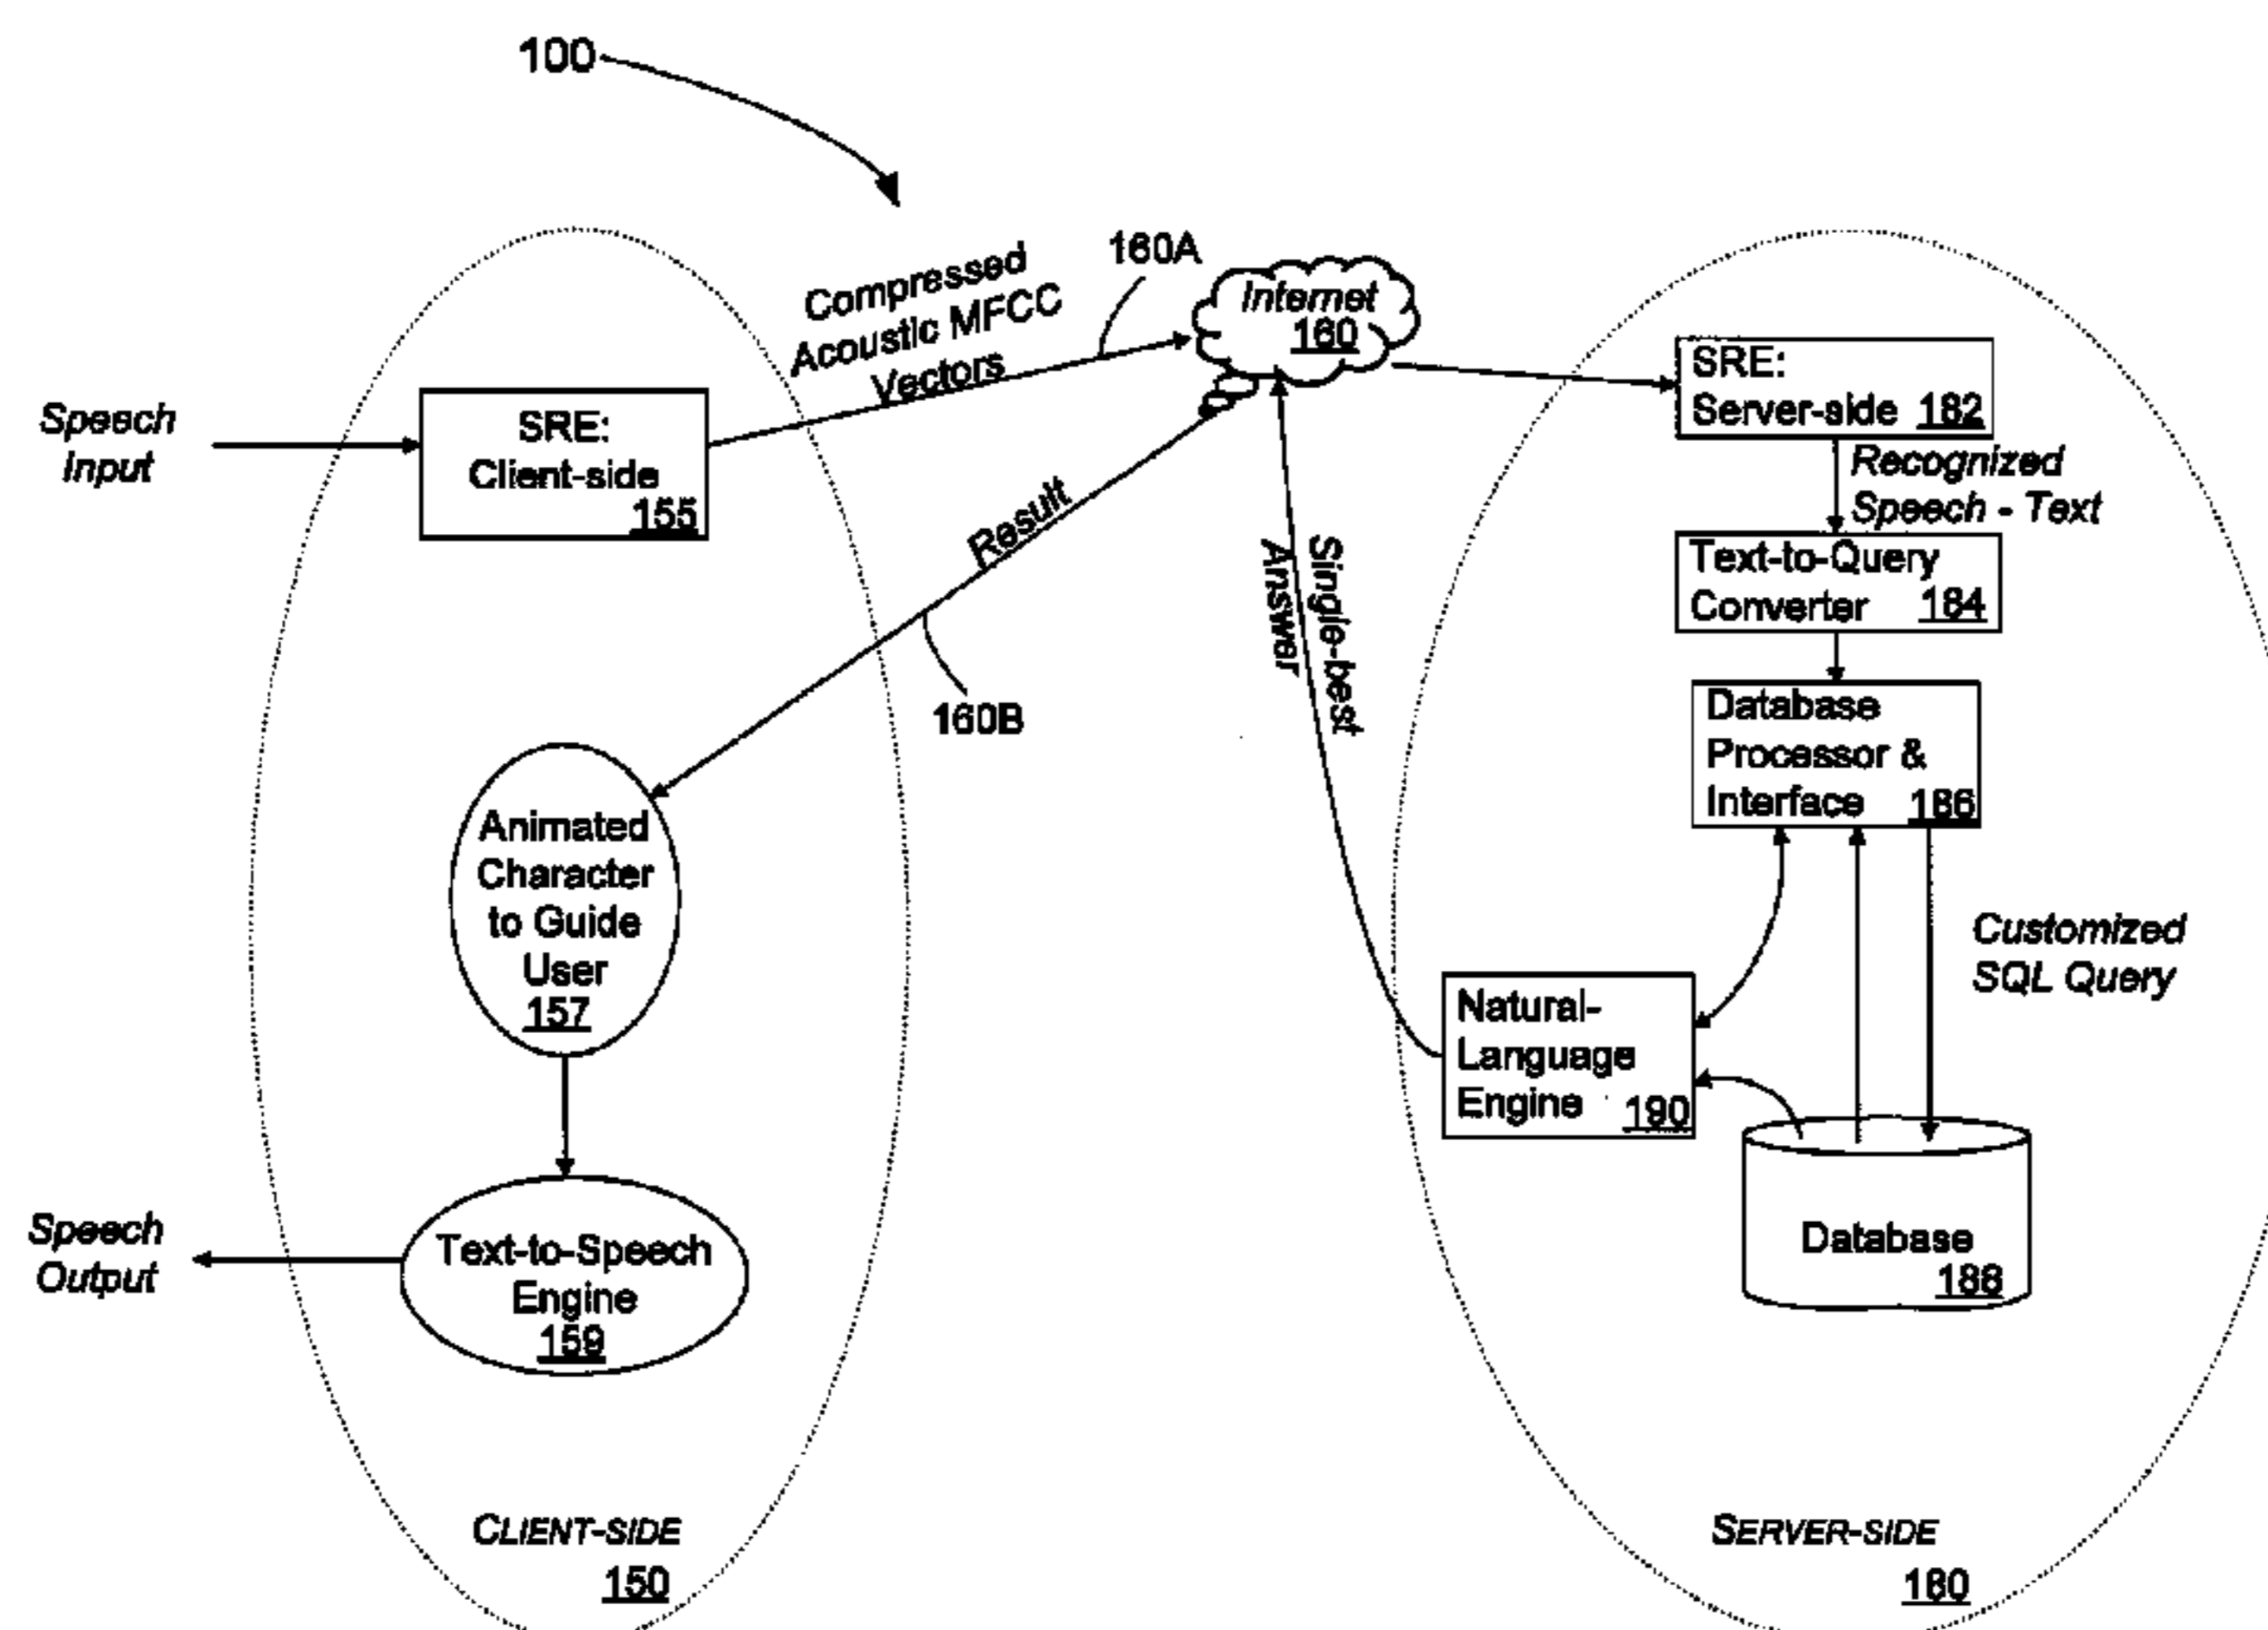 100
Compressed
Acoustic MFCC
Vectors
160A
Internet
160
Speech
Input
SRE:
Client-side
155
SRE:
Server-side 182
Recognized
Speech - Text
Result
160B
Single-best
Answer
Text-to-Query
Converter 184
Database
Processor &
Interface 186
Animated
Character
to Guide
User
157
Customized
SQL Query
Natural-
Language
Engine 190
Speech
Output
Text-to-Speech
Engine
159
Database
188
CLIENT-SIDE
150
SERVER-SIDE
180